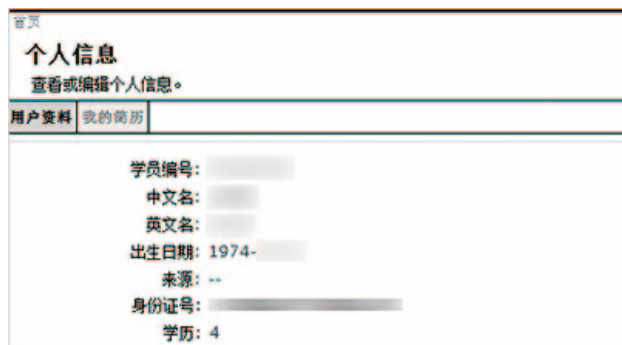 首页
个人信息
查看或编辑个人信息。
用户资料 我的简历
学员编号:
中文名:
英文名:
出生日期: 1974-
来源: --
身份证号:
学历: 4